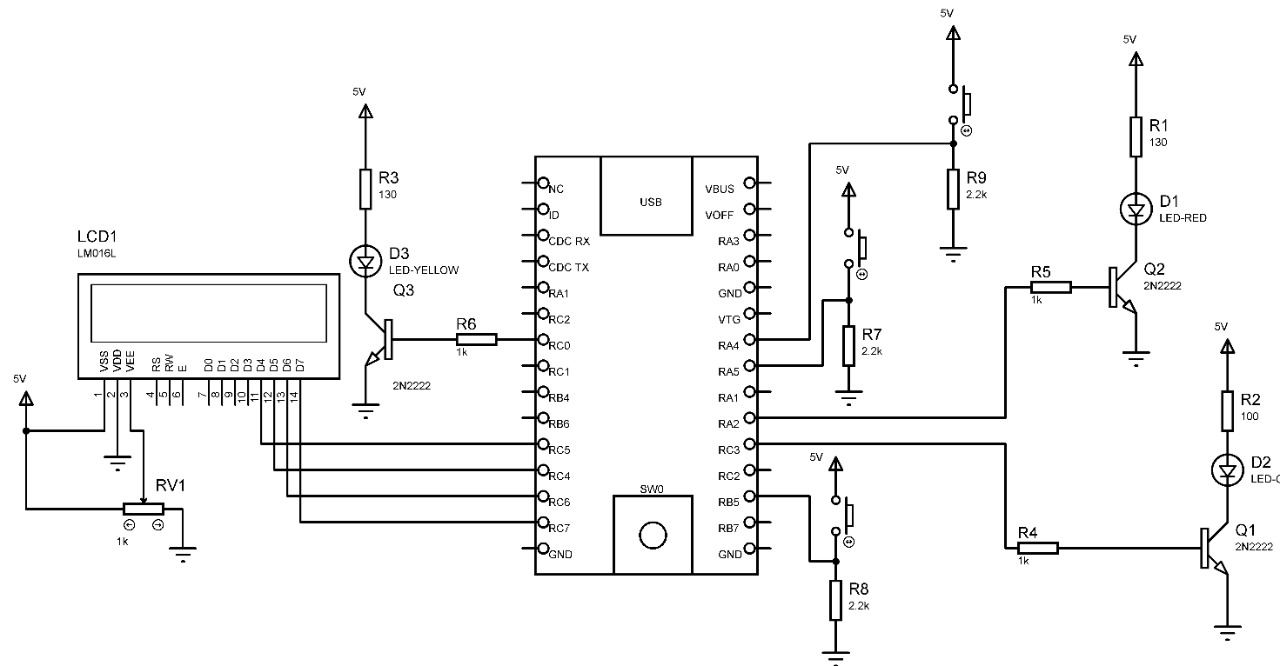 5V
5V
5V
R1
130
R3
130
R9
2.2k
5V
NC
ID
CDC RX
CDC TX
RA1
RC2
RC0
RC1
RB4
RB6
RC5
RC4
RC6
RC7
GND
USB
SW0
VBUS
VOFF
RA3
RA0
GND
VTG
RA4
RA5
RA1
RA2
RC3
RC2
RB5
RB7
GND
D1
LED-RED
LCD1
LM016L
D3
LED-YELLOW
Q3
2N2222
R6
1k
R5
1k
Q2
2N2222
R7
2.2k
5V
VSS
VDD
VEE
RS
RW
E
D0
D1
D2
D3
D4
D5
D6
D7
1
2
3
4
5
6
7
8
9
10
11
12
13
14
5V
R2
100
D2
LED-G
5V
RV1
1k
R4
1k
Q1
2N2222
R8
2.2k